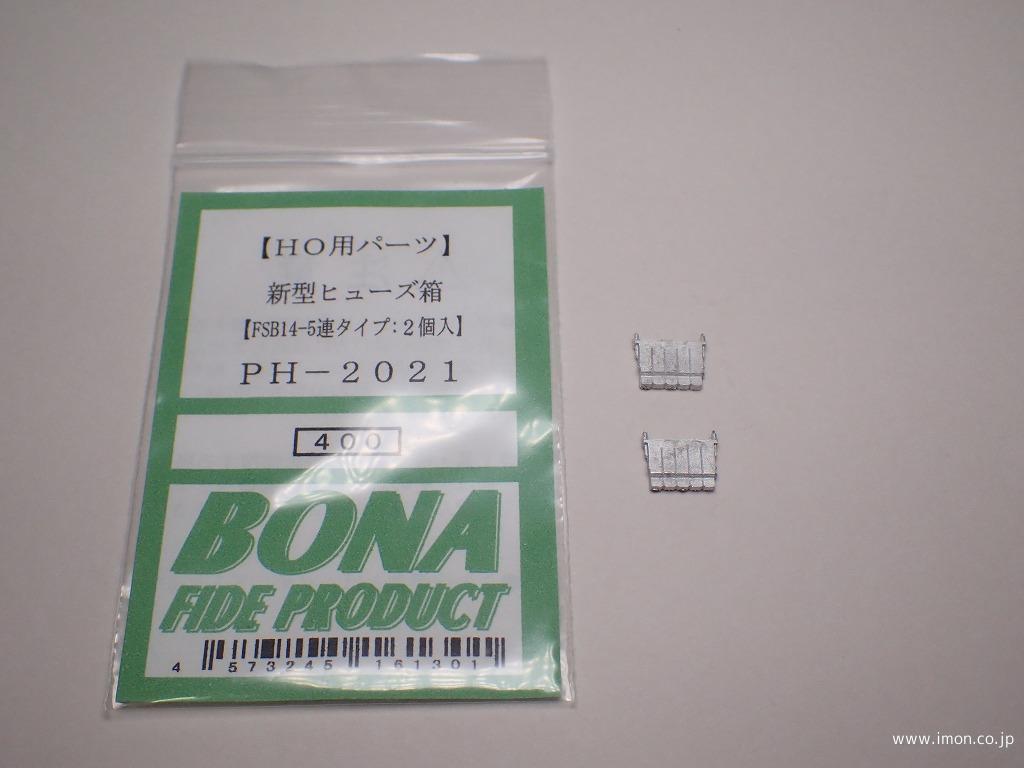 【HO用パーツ】
新型ヒューズ箱
【FSB14-5連タイプ:2個入】
PH-2021
400
BONA
FIDE PRODUCT
4 573245 161301
www.imon.co.jp